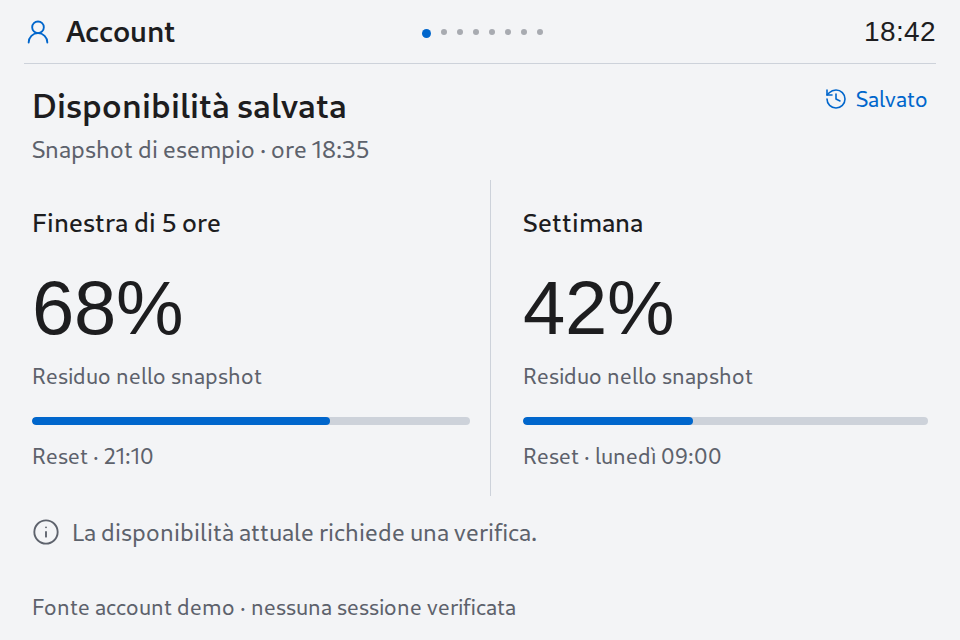 Account
18:42
Disponibilità salvata
Salvato
Snapshot di esempio · ore 18:35
Finestra di 5 ore
68%
Residuo nello snapshot
Reset · 21:10
Settimana
42%
Residuo nello snapshot
Reset · lunedì 09:00
La disponibilità attuale richiede una verifica.
Fonte account demo · nessuna sessione verificata